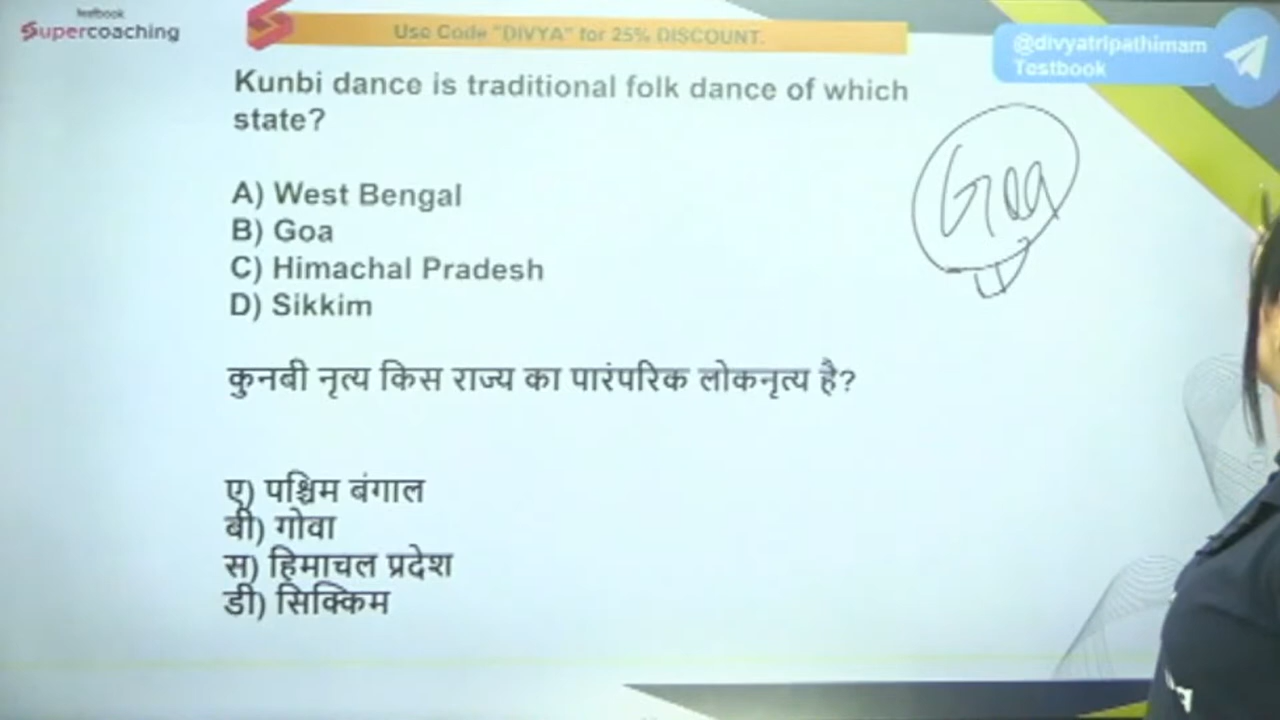 testbook
Supercoaching
Use Code "DIVYA" for 25% DISCOUNT.
@divyatripathimam
Testbook
Kunbi dance is traditional folk dance of which
state?
Goa
A) West Bengal
B) Goa
C) Himachal Pradesh
D) Sikkim
कुनबी नृत्य किस राज्य का पारंपरिक लोकनृत्य है?
ए) पश्चिम बंगाल
बी) गोवा
स) हिमाचल प्रदेश
डी) सिक्किम